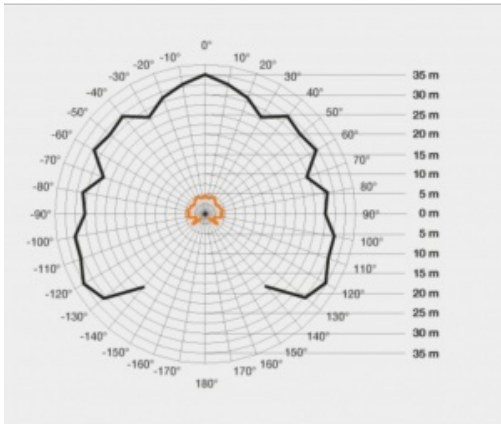 0°
-10° 10°
-20° 20°
-30° 30°
-40° 40°
-50° 50°
-60° 60°
-70° 70°
-80° 80°
-90° 90°
-100° 100°
-110° 110°
-120° 120°
-130° 130°
-140° 140°
-150° 150°
-160° 160°
-170° 170°
180°
35 m
30 m
25 m
20 m
15 m
10 m
5 m
0 m
5 m
10 m
15 m
20 m
25 m
30 m
35 m